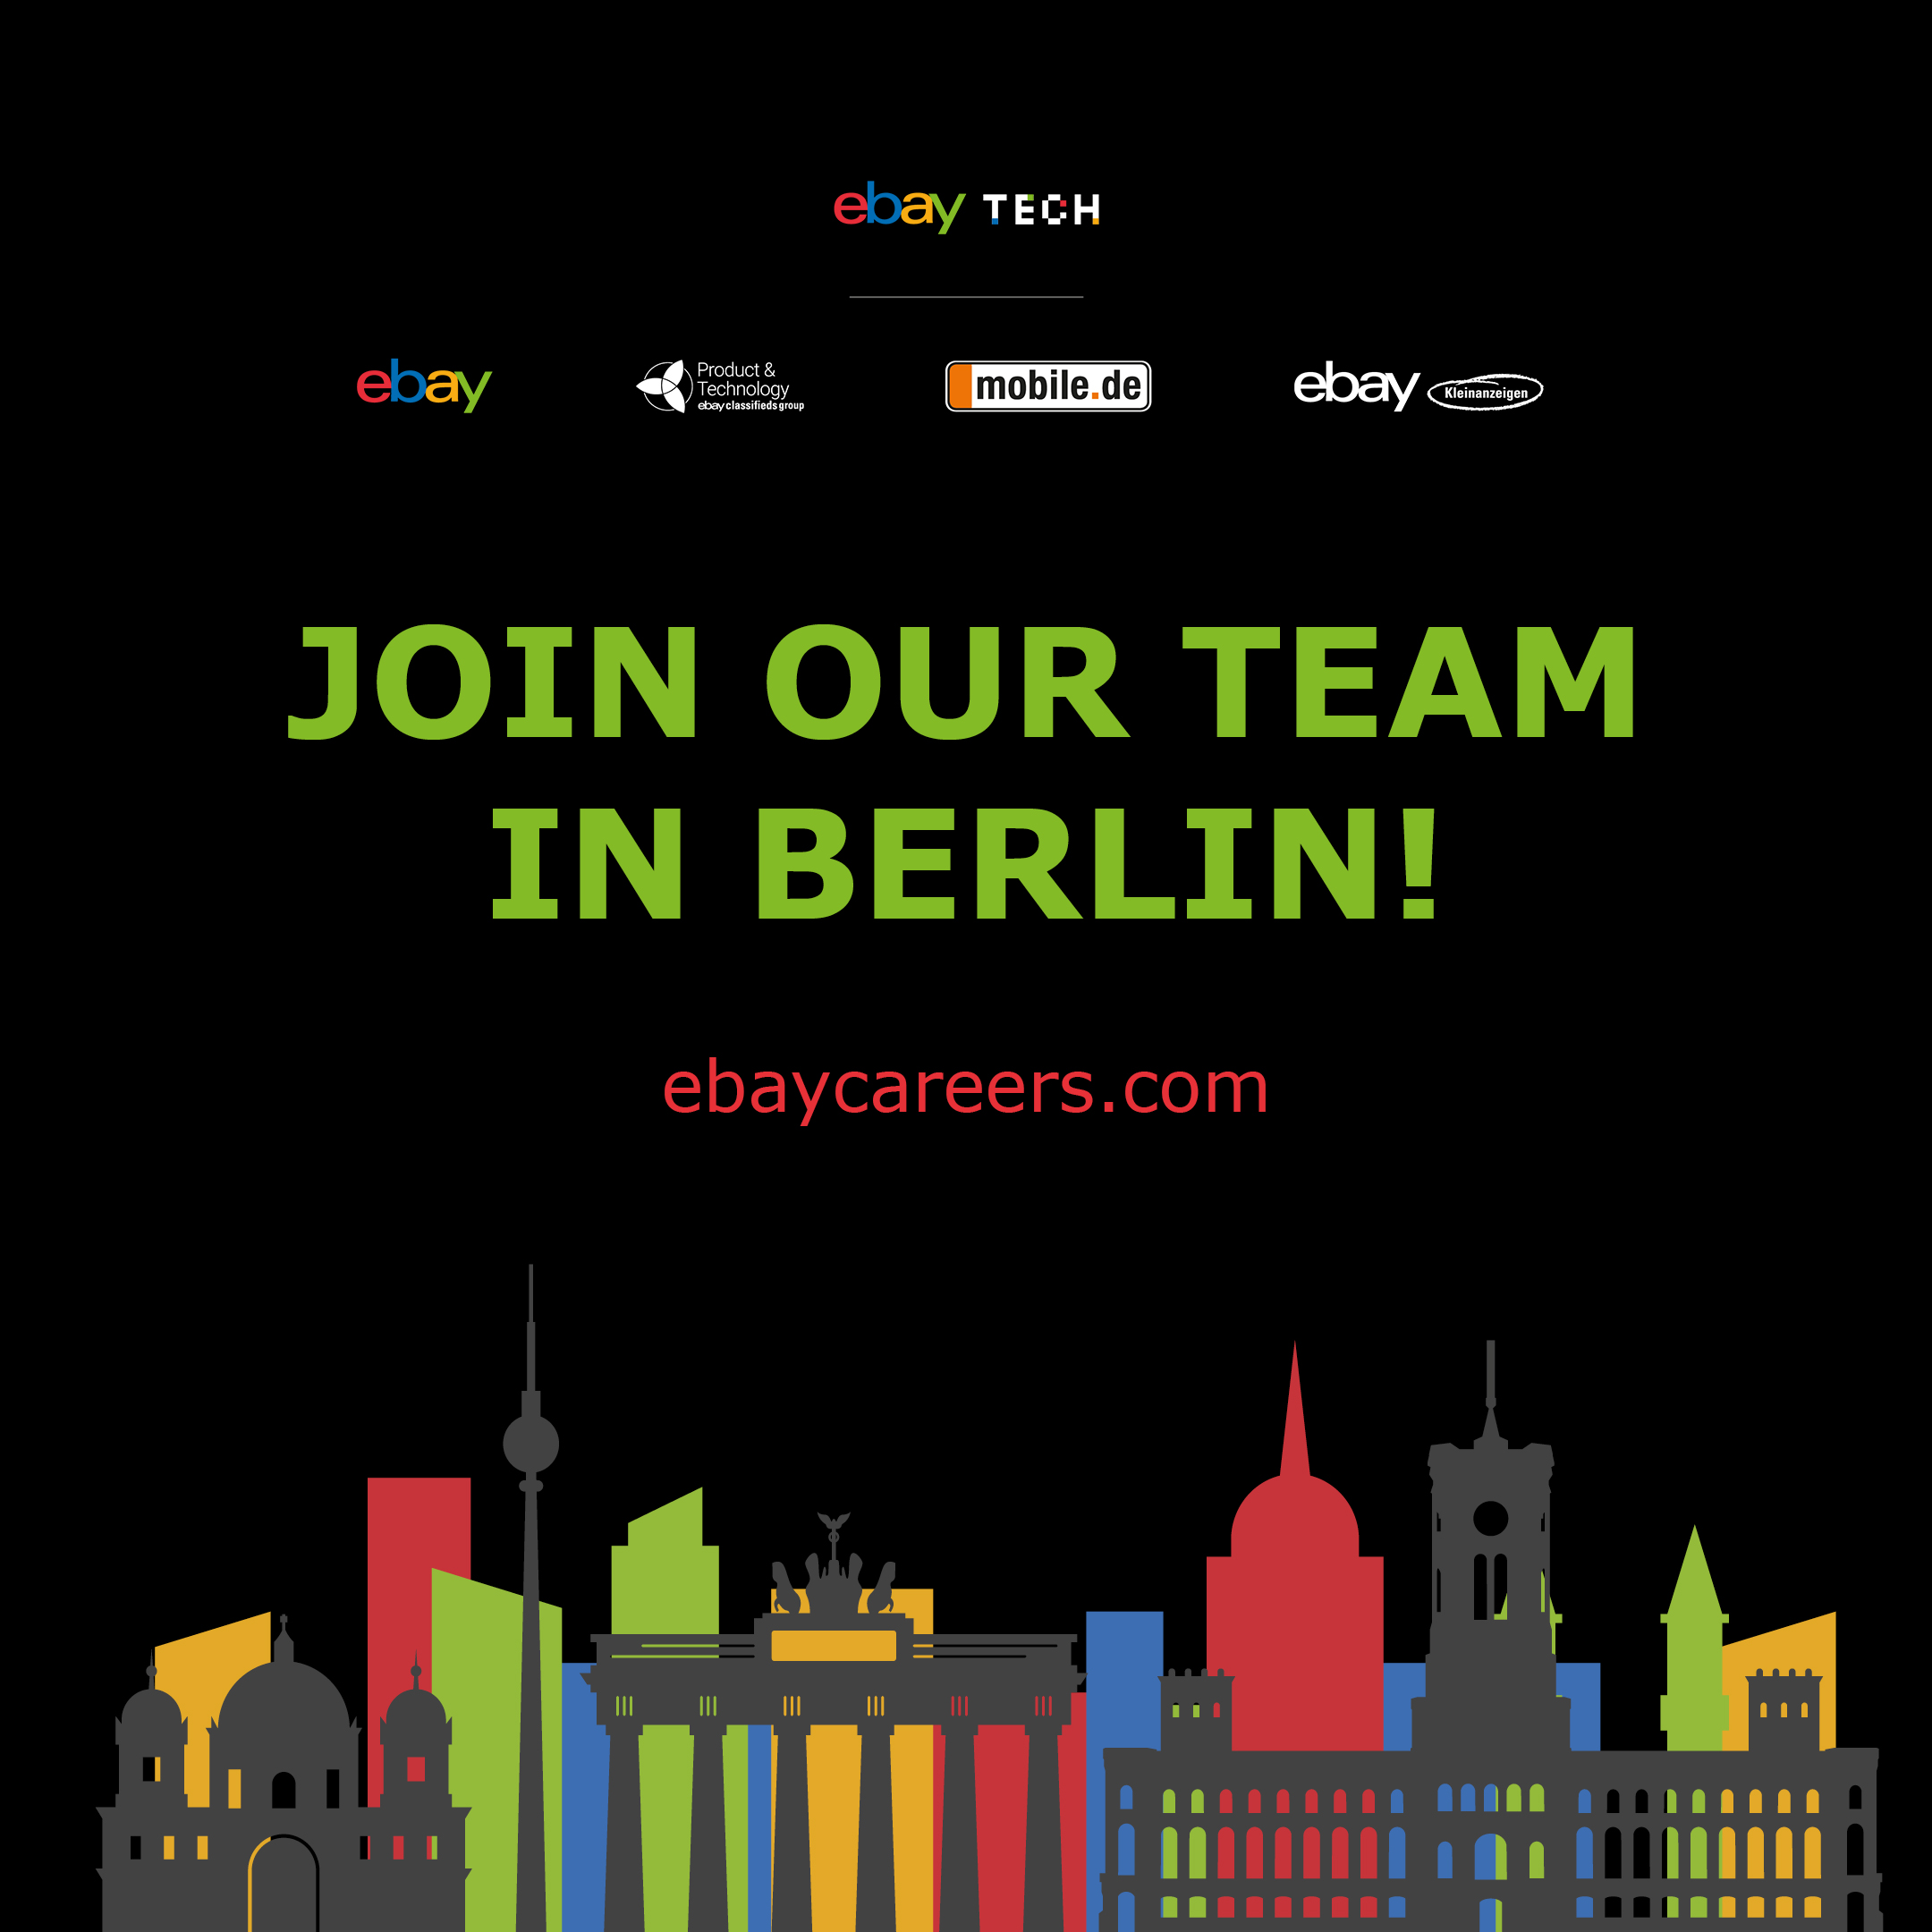 ebay TECH
ebay
Product &
Technology
ebay classifieds group
mobile.de
ebay Kleinanzeigen
JOIN OUR TEAM
IN BERLIN!
ebaycareers.com